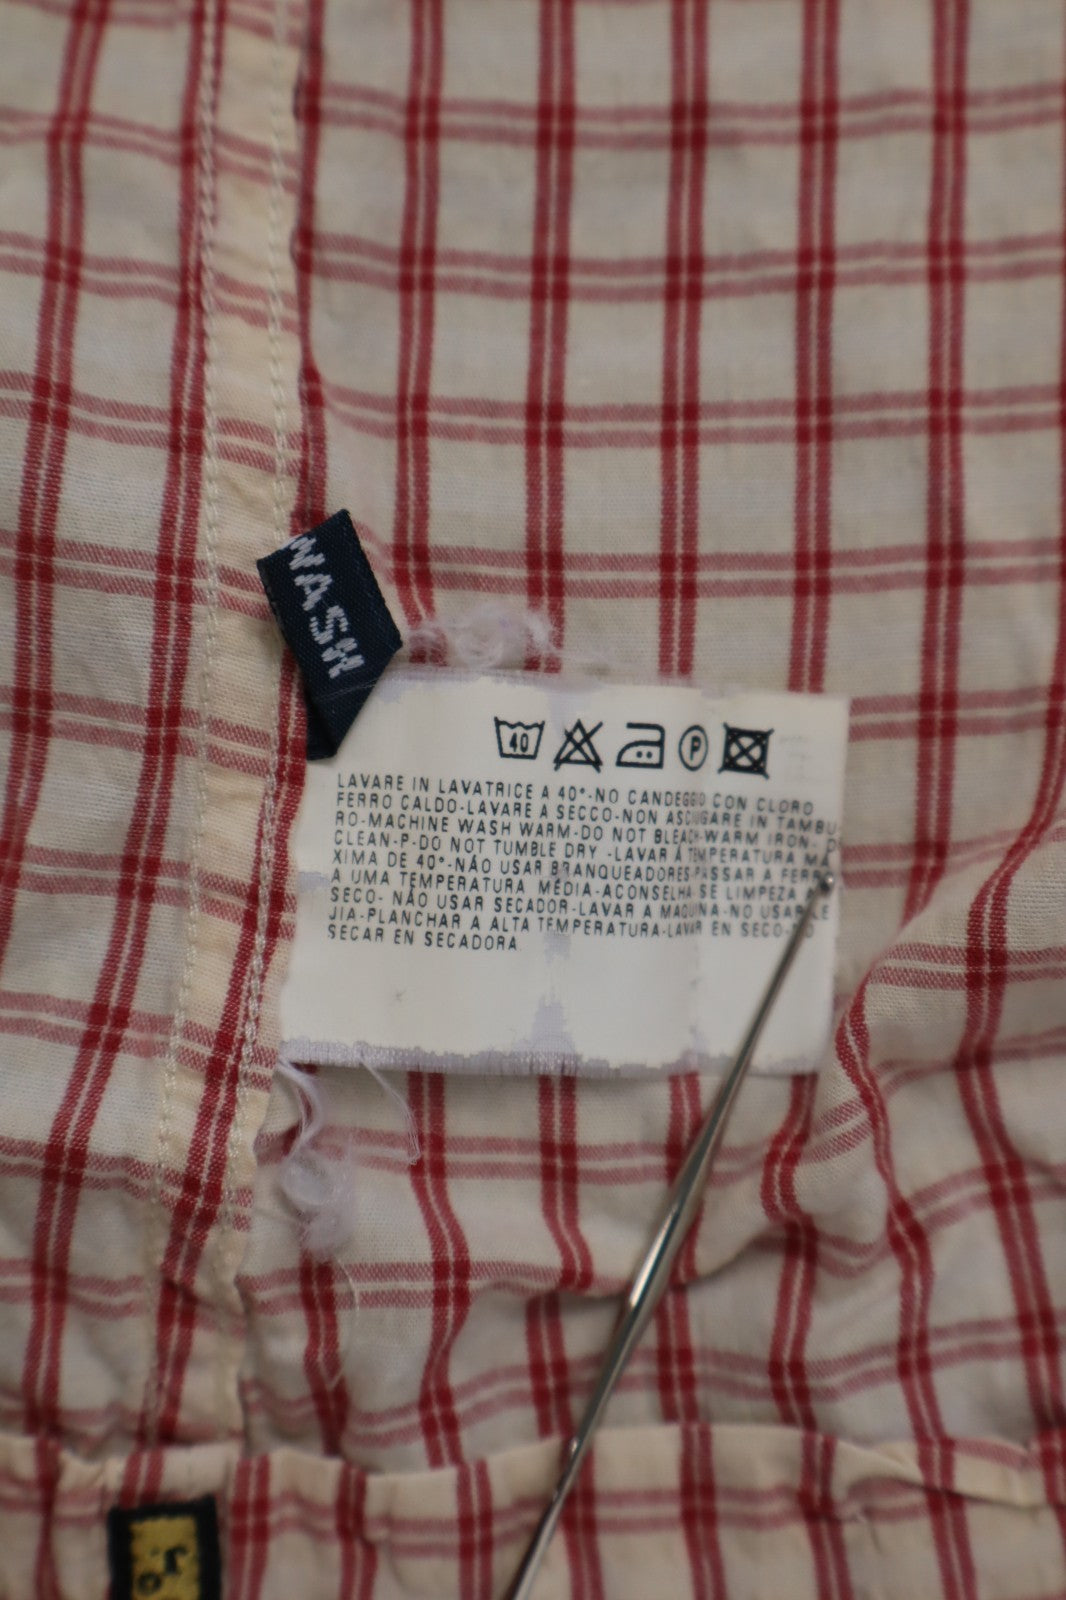 WASH
40
P
LAVARE IN LAVATRICE A 40°-NO CANDEGGIO CON CLORO
FERRO CALDO-LAVARE A SECCO-NON ASCIUGARE IN TAMBU-
RO-MACHINE WASH WARM-DO NOT BLEACH-WARM IRON-
CLEAN-P-DO NOT TUMBLE DRY -LAVAR Á TEMPERATURA MÁ
XIMA DE 40°-NÃO USAR BRANQUEADORES-PASSAR A FERRO
A UMA TEMPERATURA MÉDIA-ACONSELHA SE LIMPEZA A
SECO- NÃO USAR SECADOR-LAVAR A MAQUINA-NO USAR LE
JIA-PLANCHAR A ALTA TEMPERATURA-LAVAR EN SECO-NO
SECAR EN SECADORA.